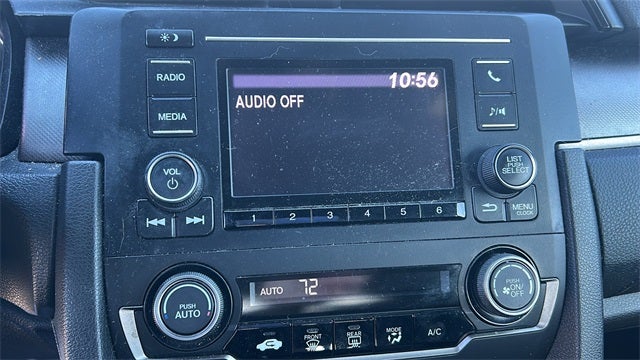 10:56
RADIO
AUDIO OFF
MEDIA
VOL
LIST
PUSH
SELECT
1 2 3 4 5 6
MENU
CLOCK
PUSH
AUTO
AUTO 72
PUSH
ON/
OFF
FRONT
REAR
MODE
A/C